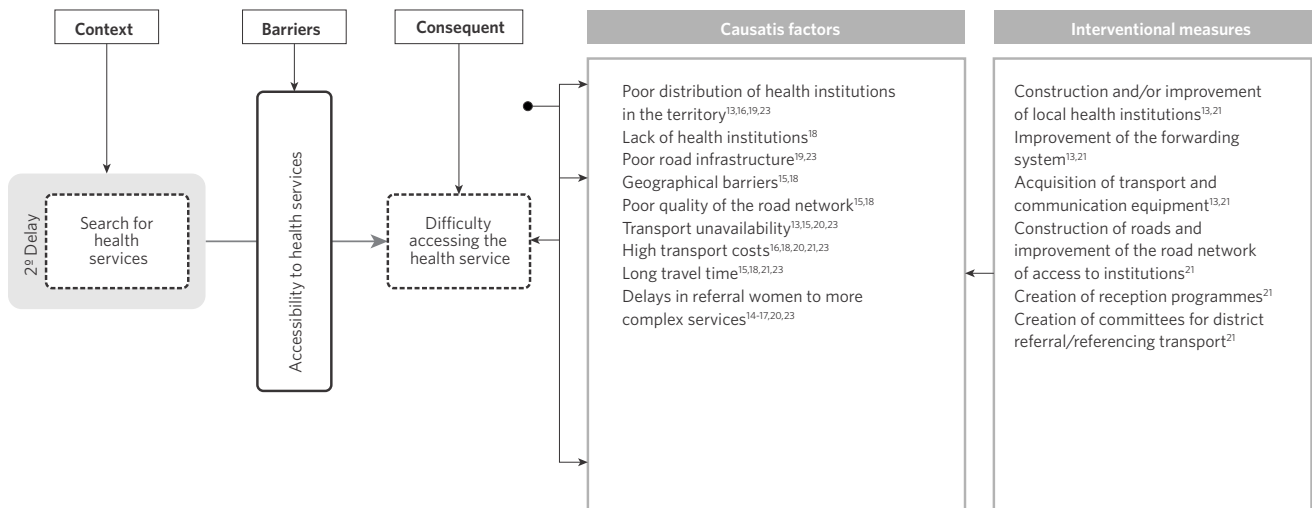 Context
Barriers
Consequent
Causatis factors
Interventional measures
2º Delay
Search for
health
services
Accessibility to health services
Difficulty
accessing the
health service
Poor distribution of health institutions
in the territory13,16,19,23
Lack of health institutions18
Poor road infrastructure19,23
Geographical barriers15,18
Poor quality of the road network15,18
Transport unavailability13,15,20,23
High transport costs16,18,20,21,23
Long travel time15,18,21,23
Delays in referral women to more
complex services14-17,20,23
Construction and/or improvement
of local health institutions13,21
Improvement of the forwarding
system13,21
Acquisition of transport and
communication equipment13,21
Construction of roads and
improvement of the road network
of access to institutions21
Creation of reception programmes21
Creation of committees for district
referral/referencing transport21